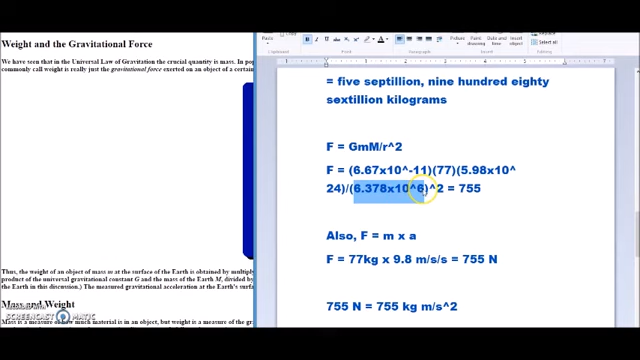 Weight and the Gravitational Force
We have seen that in the Universal Law of Gravitation the crucial quantity is mass. In pop
commonly call weight is really just the gravitational force exerted on an object of a certain
Thus, the weight of an object of mass m at the surface of the Earth is obtained by multiply
product of the universal gravitational constant G and the mass of the Earth M, divided by
the Earth in this discussion.) The measured gravitational acceleration at the Earth's surfa
Mass and Weight
Mass is a measure of how much material is in an object, but weight is a measure of the gra
SCREENCAST MATIC
Paste
Paragraph
Picture
Paint drawing
Date and time
Insert object
Replace
Select all
= five septillion, nine hundred eighty
sextillion kilograms
F = GmM/r^2
F = (6.67x10^-11)(77)(5.98x10^
24)/(6.378x10^6)^2 = 755
Also, F = m x a
F = 77kg x 9.8 m/s/s = 755 N
755 N = 755 kg m/s^2